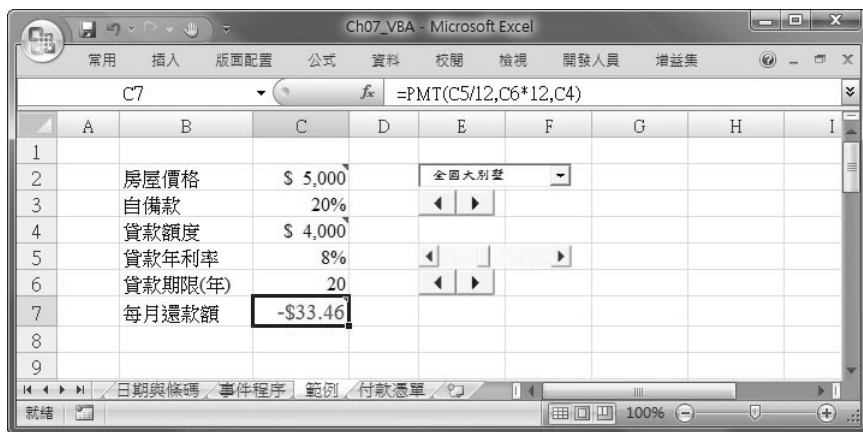 Ch07_VBA - Microsoft Excel
常用 插入 版面配置 公式 資料 校閱 檢視 開發人員 增益集
C7 fx =PMT(C5/12,C6*12,C4)
A B C D E F G H I
1
2 房屋價格 $ 5,000 全國大別墅
3 自備款 20%
4 貸款額度 $ 4,000
5 貸款年利率 8%
6 貸款期限(年) 20
7 每月還款額 -$33.46
8
9
日期與條碼 事件程序 範例 付款憑單
就緒 100%